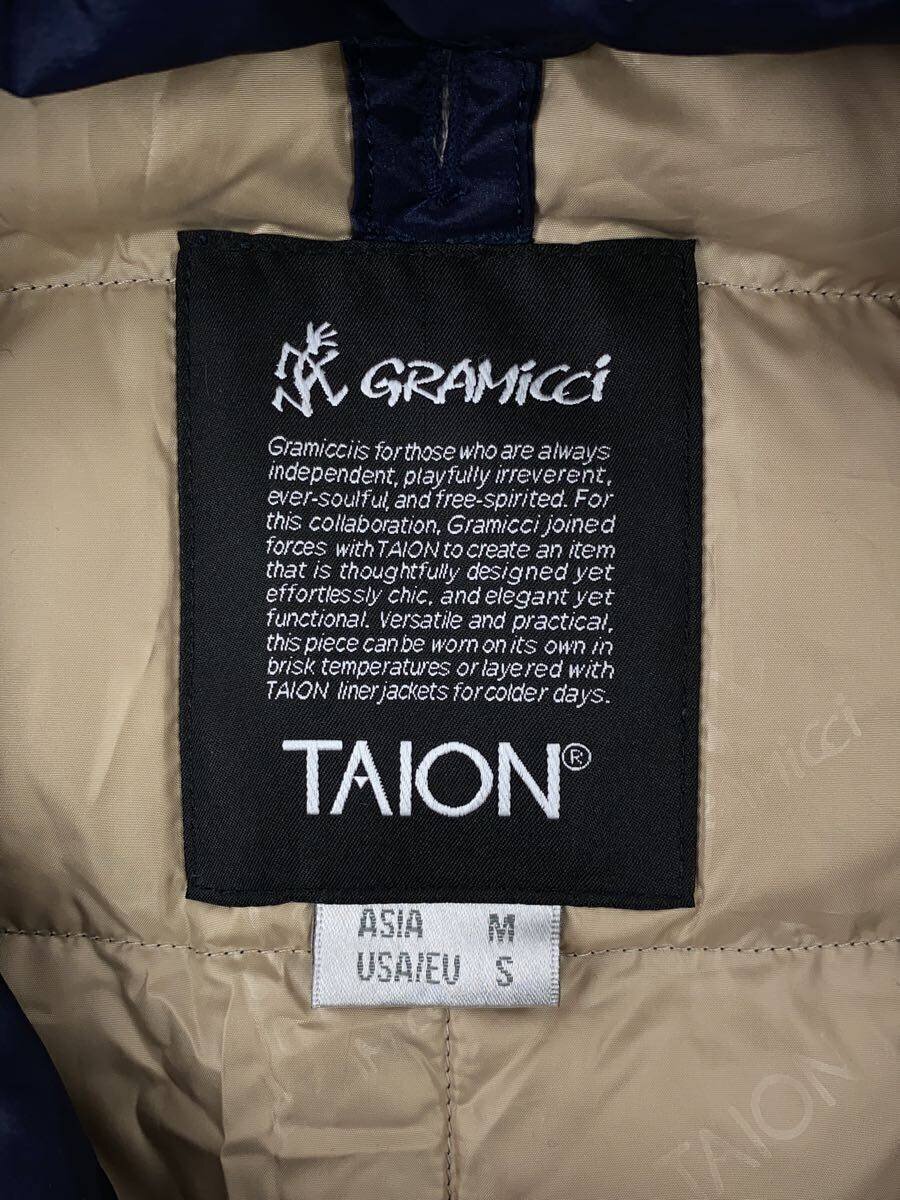 GRAMICCI
Gramicci is for those who are always
independent, playfully irreverent,
ever-soulful, and free-spirited. For
this collaboration, Gramicci joined
forces with TAION to create an item
that is thoughtfully designed yet
effortlessly chic, and elegant yet
functional. Versatile and practical,
this piece can be worn on its own in
brisk temperatures or layered with
TAION liner jackets for colder days.
TAION®
ASIA M
USA/EU S
TAION